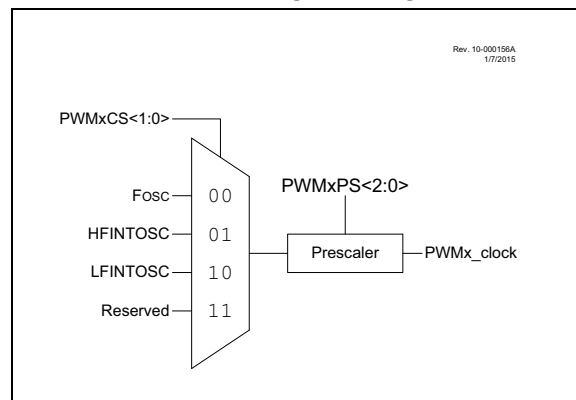 Rev. 10-000156A
1/7/2015
PWMxCS<1:0>
PWMxPS<2:0>
FOSC
00
HFINTOSC
01
Prescaler
PWMx_clock
LFINTOSC
10
Reserved
11